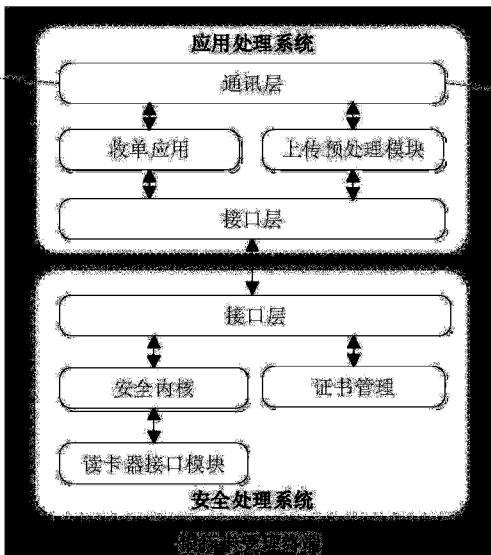 应用处理系统
通讯层
收单应用 上传预处理模块
接口层
接口层
安全内核 证书管理
读卡器接口模块
安全处理系统